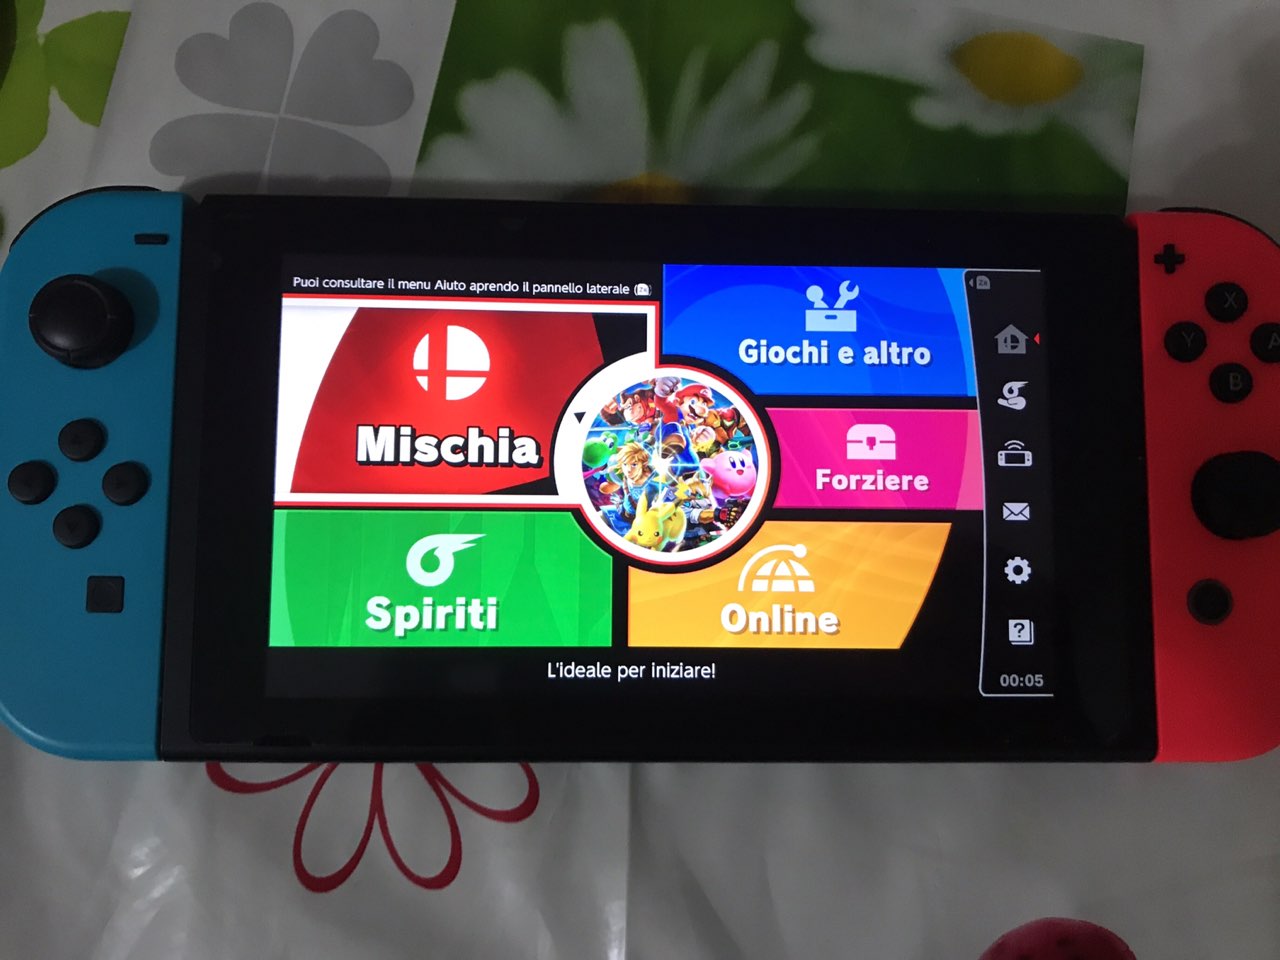 Puoi consultare il menu Aiuto aprendo il pannello laterale (ZR)
Mischia
Giochi e altro
Forziere
Spiriti
Online
L'ideale per iniziare!
00:05
X
Y
A
B